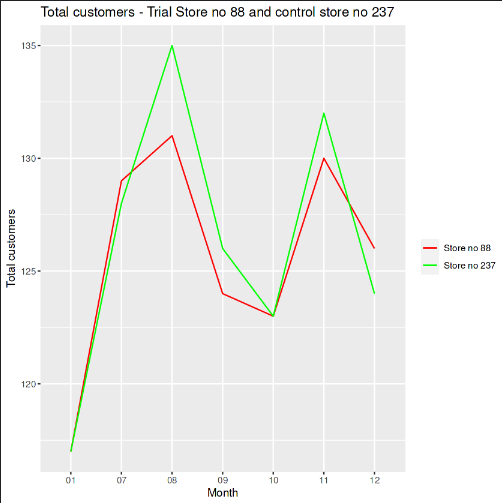 Total customers - Trial Store no 88 and control store no 237
135
130
125
120
Total customers
01 07 08 09 10 11 12
Month
Store no 88
Store no 237